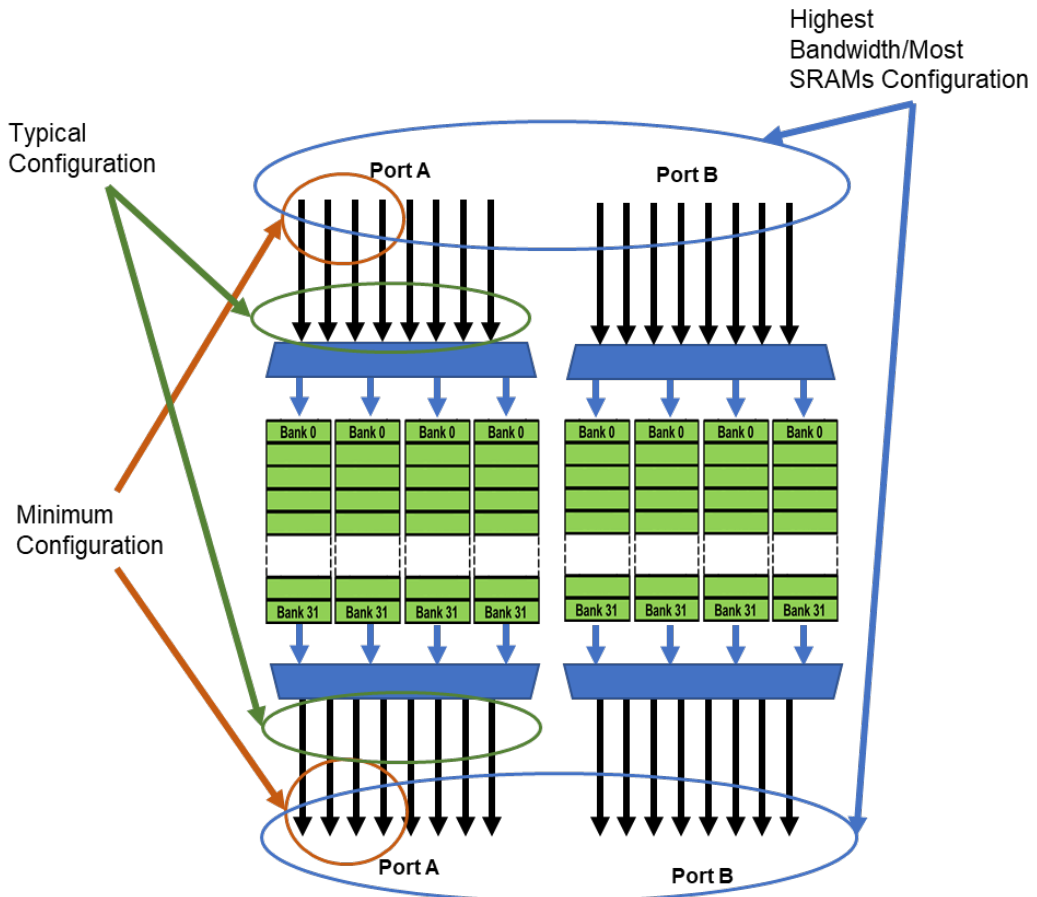 Highest
Bandwidth/Most
SRAMs Configuration
Typical
Configuration
Port A
Port B
Bank 0
Bank 0
Bank 0
Bank 0
Bank 0
Bank 0
Bank 0
Bank 0
Minimum
Configuration
Bank 31
Bank 31
Bank 31
Bank 31
Bank 31
Bank 31
Bank 31
Bank 31
Port A
Port B